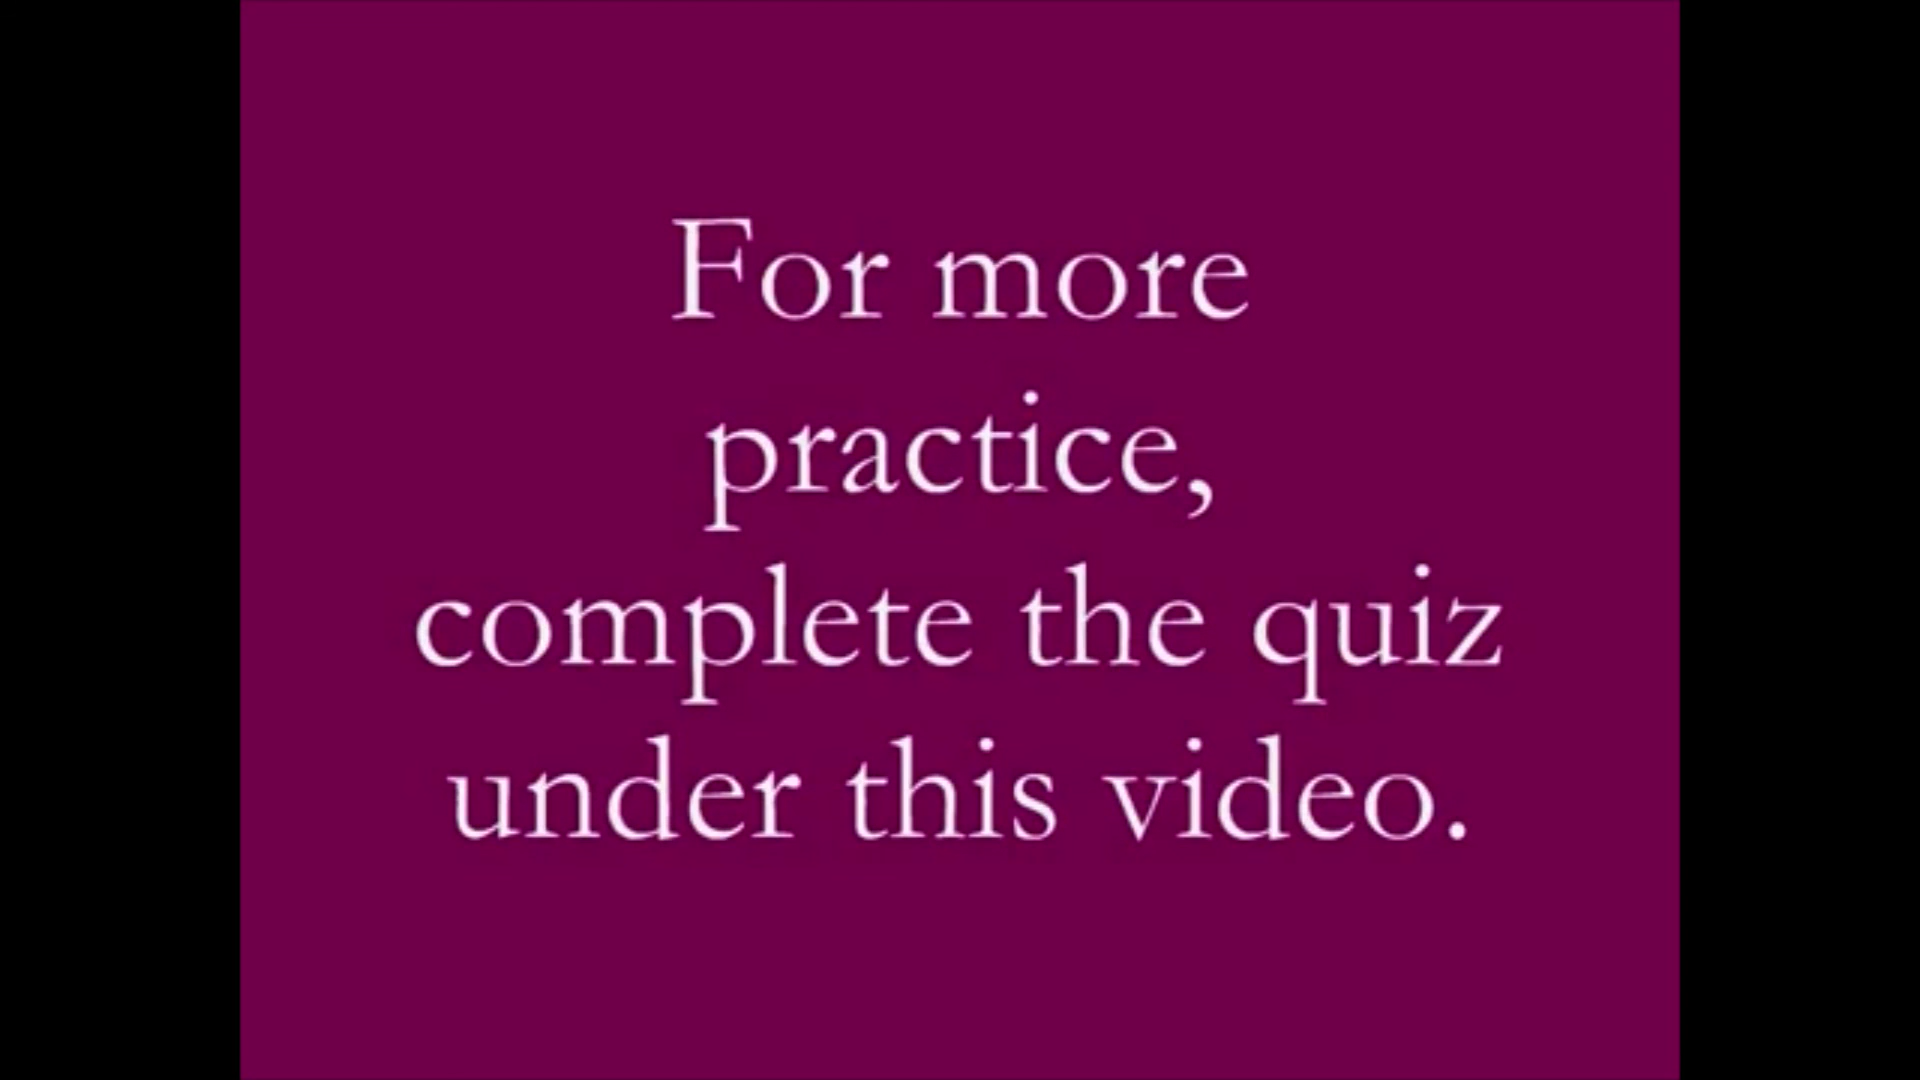 For more
practice,
complete the quiz
under this video.